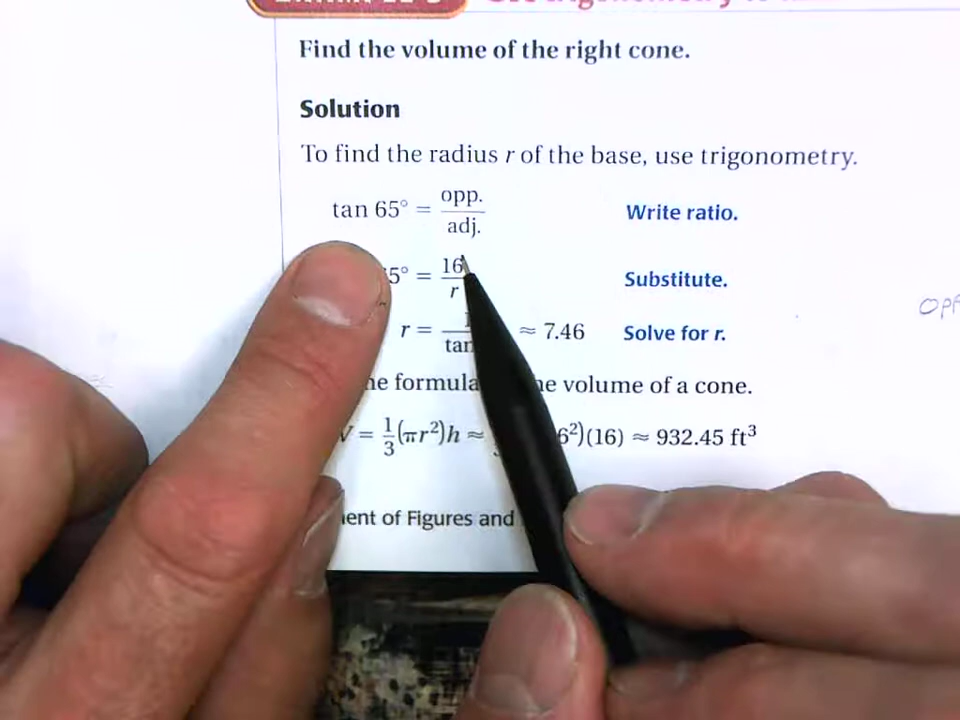 Find the volume of the right cone.
Solution
To find the radius r of the base, use trigonometry.
tan 65° = opp. / adj. Write ratio.
5° = 16 / r Substitute.
r = tan ≈ 7.46 Solve for r.
formula volume of a cone.
V = 1/3(πr²)h ≈ 6²)(16) ≈ 932.45 ft³
of Figures and